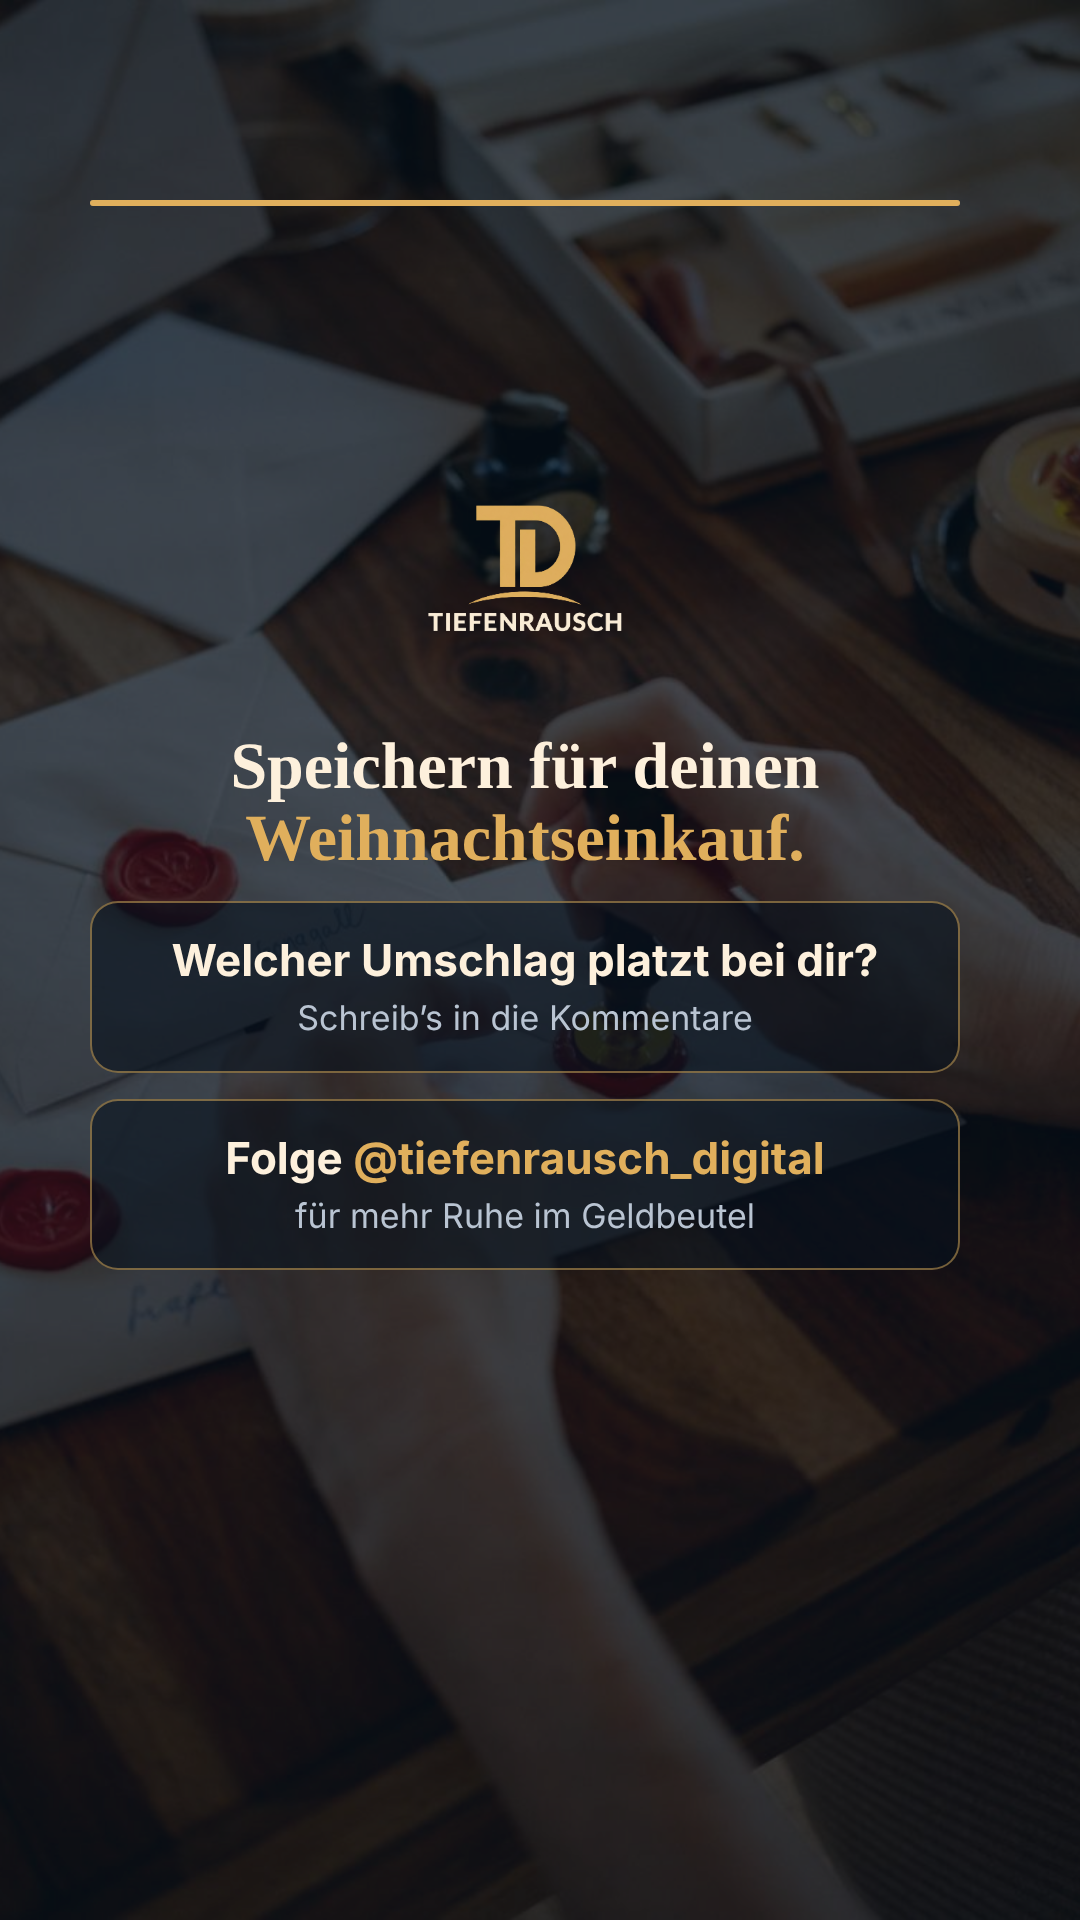 TIEFENRAUSCH
Speichern für deinen
Weihnachtseinkauf.
Welcher Umschlag platzt bei dir?
Schreib’s in die Kommentare
Folge @tiefenrausch_digital
für mehr Ruhe im Geldbeutel